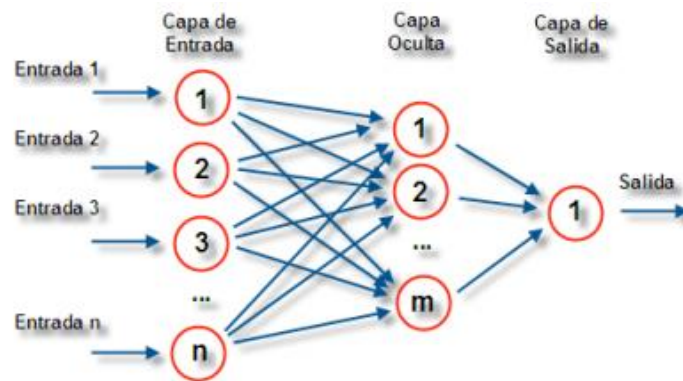 Capa de
Entrada
Capa
Oculta
Capa de
Salida
Entrada 1
1
Entrada 2
2
Entrada 3
3
...
Entrada n
n
1
2
...
m
1
Salida